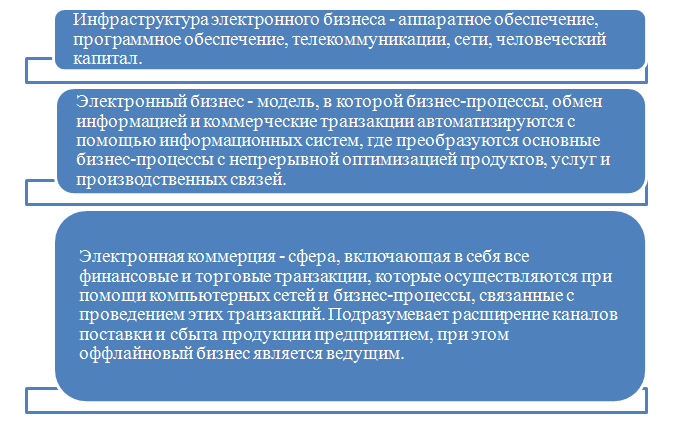 Инфраструктура электронного бизнеса - аппаратное обеспечение,
программное обеспечение, телекоммуникации, сети, человеческий
капитал.
Электронный бизнес - модель, в которой бизнес-процессы, обмен
информацией и коммерческие транзакции автоматизируются с
помощью информационных систем, где преобразуются основные
бизнес-процессы с непрерывной оптимизацией продуктов, услуг и
производственных связей.
Электронная коммерция - сфера, включающая в себя все
финансовые и торговые транзакции, которые осуществляются при
помощи компьютерных сетей и бизнес-процессы, связанные с
проведением этих транзакций. Подразумевает расширение каналов
поставки и сбыта продукции предприятием, при этом
оффлайновый бизнес является ведущим.